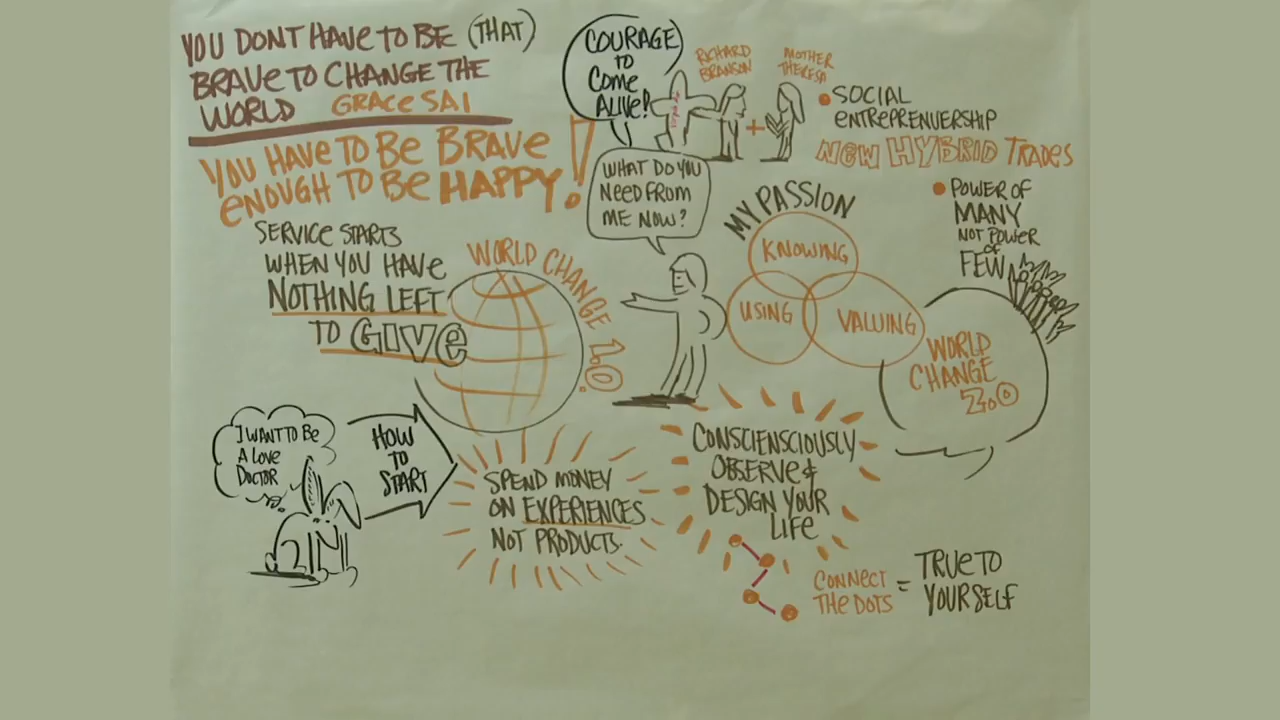 YOU DONT HAVE TO BE (THAT)
BRAVE TO CHANGE THE
WORLD GRACE SAI
YOU HAVE TO BE BRAVE
ENOUGH TO BE HAPPY!
SERVICE STARTS
WHEN YOU HAVE
NOTHING LEFT
TO GIVE
WORLD CHANGE 1.0
COURAGE
TO
COME
ALIVE!
RICHARD
BRANSON
+
MOTHER
THERESA
SOCIAL
ENTREPRENUERSHIP
NEW HYBRID TRADES
WHAT DO YOU
NEED FROM
ME NOW?
MY PASSION
KNOWING
USING
VALUING
POWER OF
MANY
NOT POWER
OF
FEW
WORLD
CHANGE
2.0
I WANT TO BE
A LOVE
DOCTOR
HOW
TO
START
SPEND MONEY
ON EXPERIENCES
NOT PRODUCTS.
CONSCIENSCIOUSLY
OBSERVE &
DESIGN YOUR
LIFE
CONNECT
THE DOTS
=
TRUE TO
YOURSELF